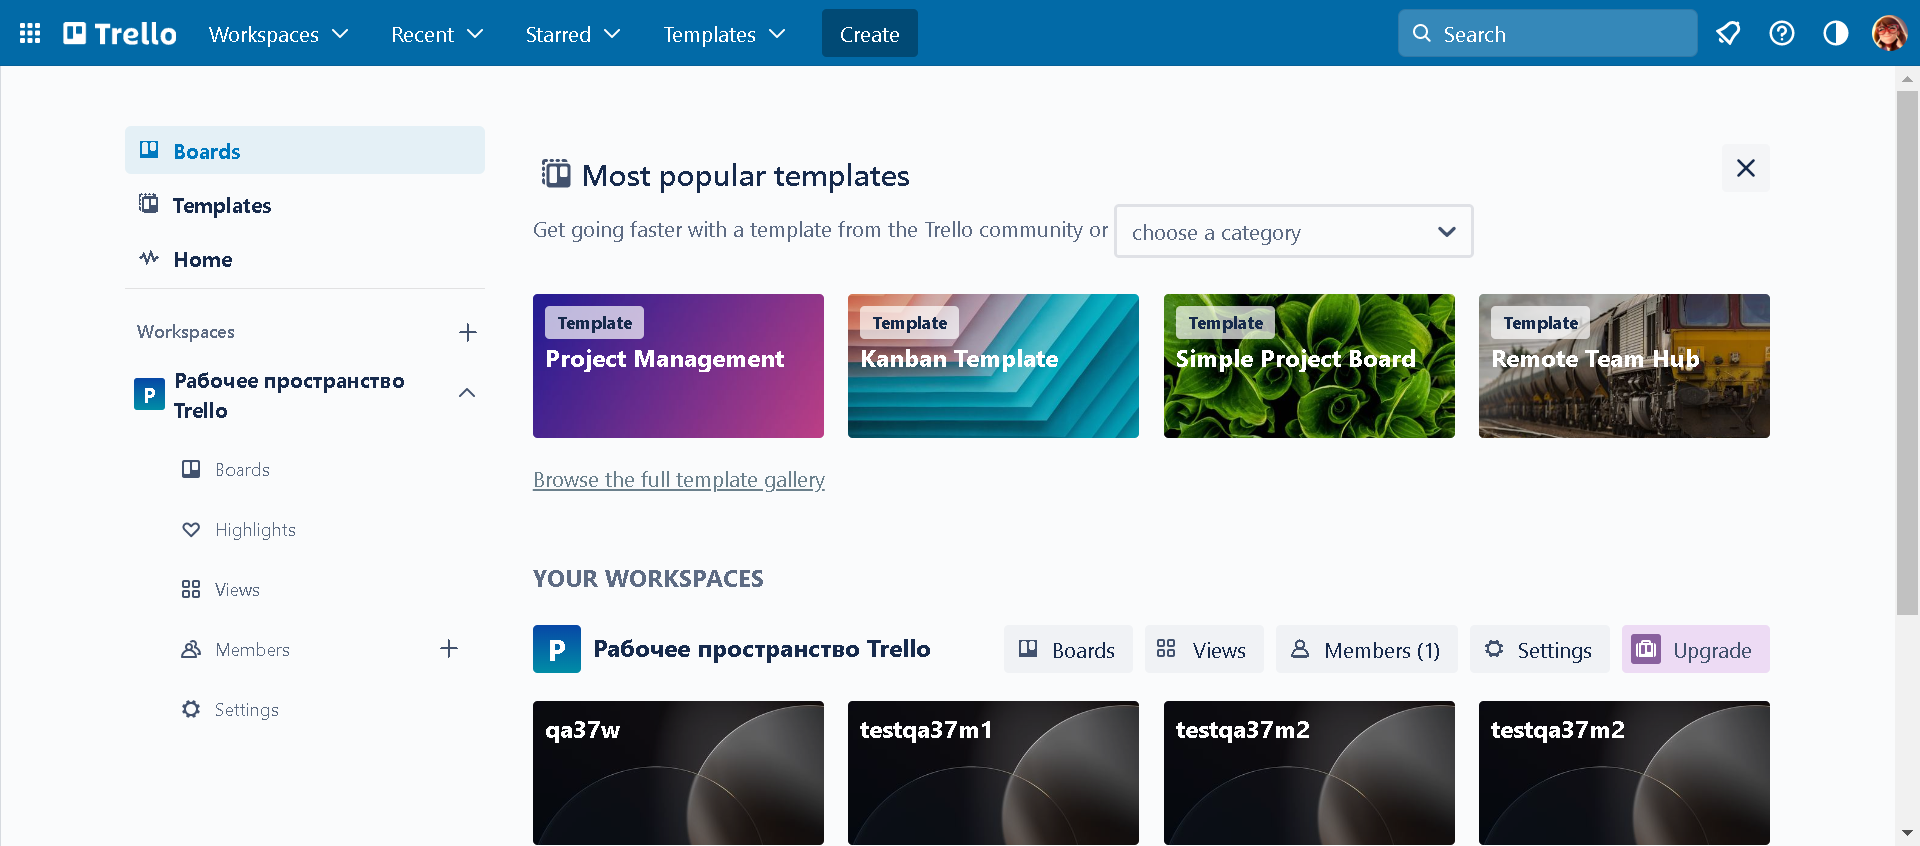 Trello Workspaces Recent Starred Templates Create Search
Boards
Templates
Home
Workspaces
P Рабочее пространство
Trello
Boards
Highlights
Views
Members
Settings
Most popular templates
Get going faster with a template from the Trello community or choose a category
Template
Project Management
Template
Kanban Template
Template
Simple Project Board
Template
Remote Team Hub
Browse the full template gallery
YOUR WORKSPACES
P Рабочее пространство Trello Boards Views Members (1) Settings Upgrade
qa37w testqa37m1 testqa37m2 testqa37m2